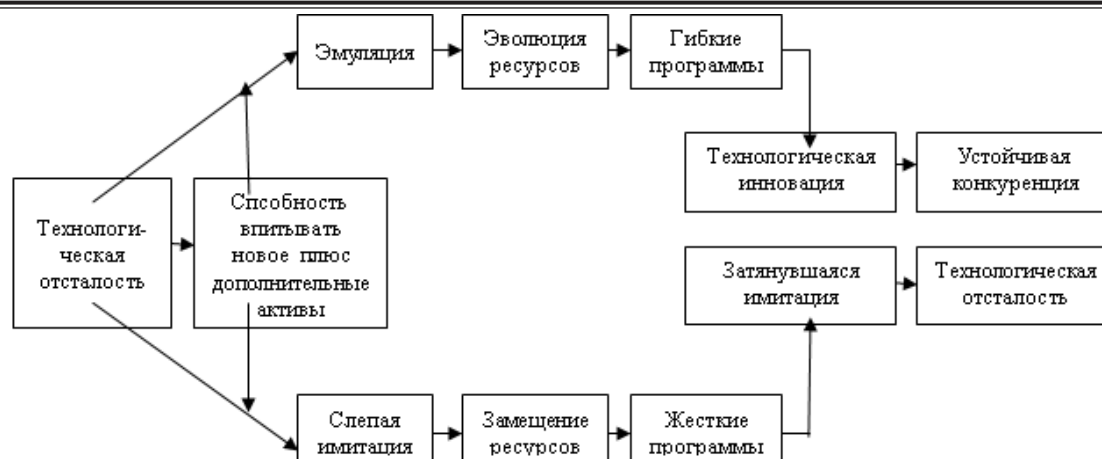 Эмуляция
Эволюция
ресурсов
Гибкие
программы
Технологическая
инновация
Устойчивая
конкуренция
Технологи-
ческая
отсталость
Спсобность
впитывать
новое плюс
дополнительные
активы
Затянувшаяся
имитация
Технологическая
отсталость
Слепая
имитация
Замещение
ресурсов
Жесткие
программы